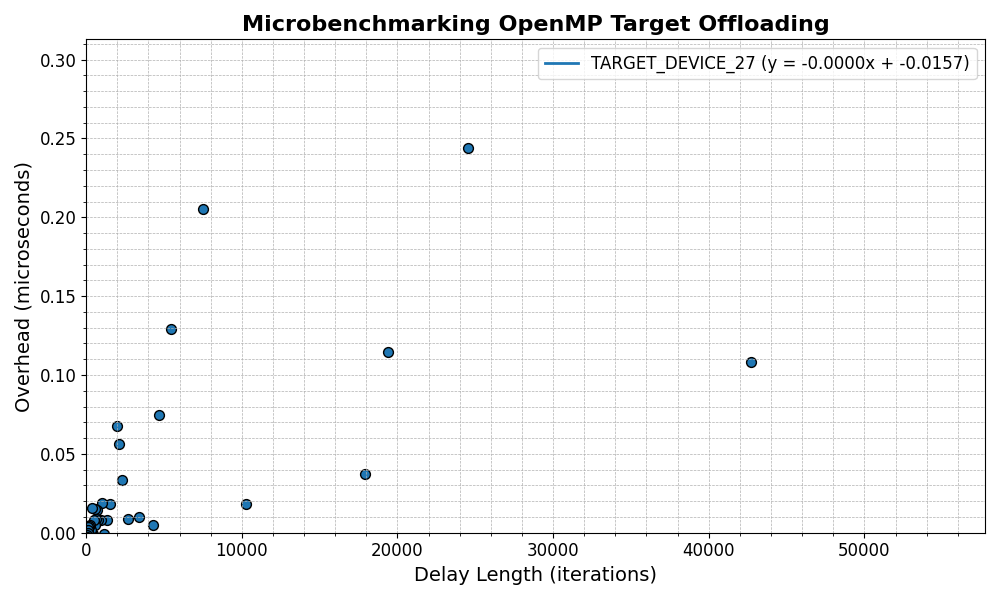 Microbenchmarking OpenMP Target Offloading
TARGET_DEVICE_27 (y = -0.0000x + -0.0157)
Overhead (microseconds)
0.30
0.25
0.20
0.15
0.10
0.05
0.00
0 10000 20000 30000 40000 50000
Delay Length (iterations)